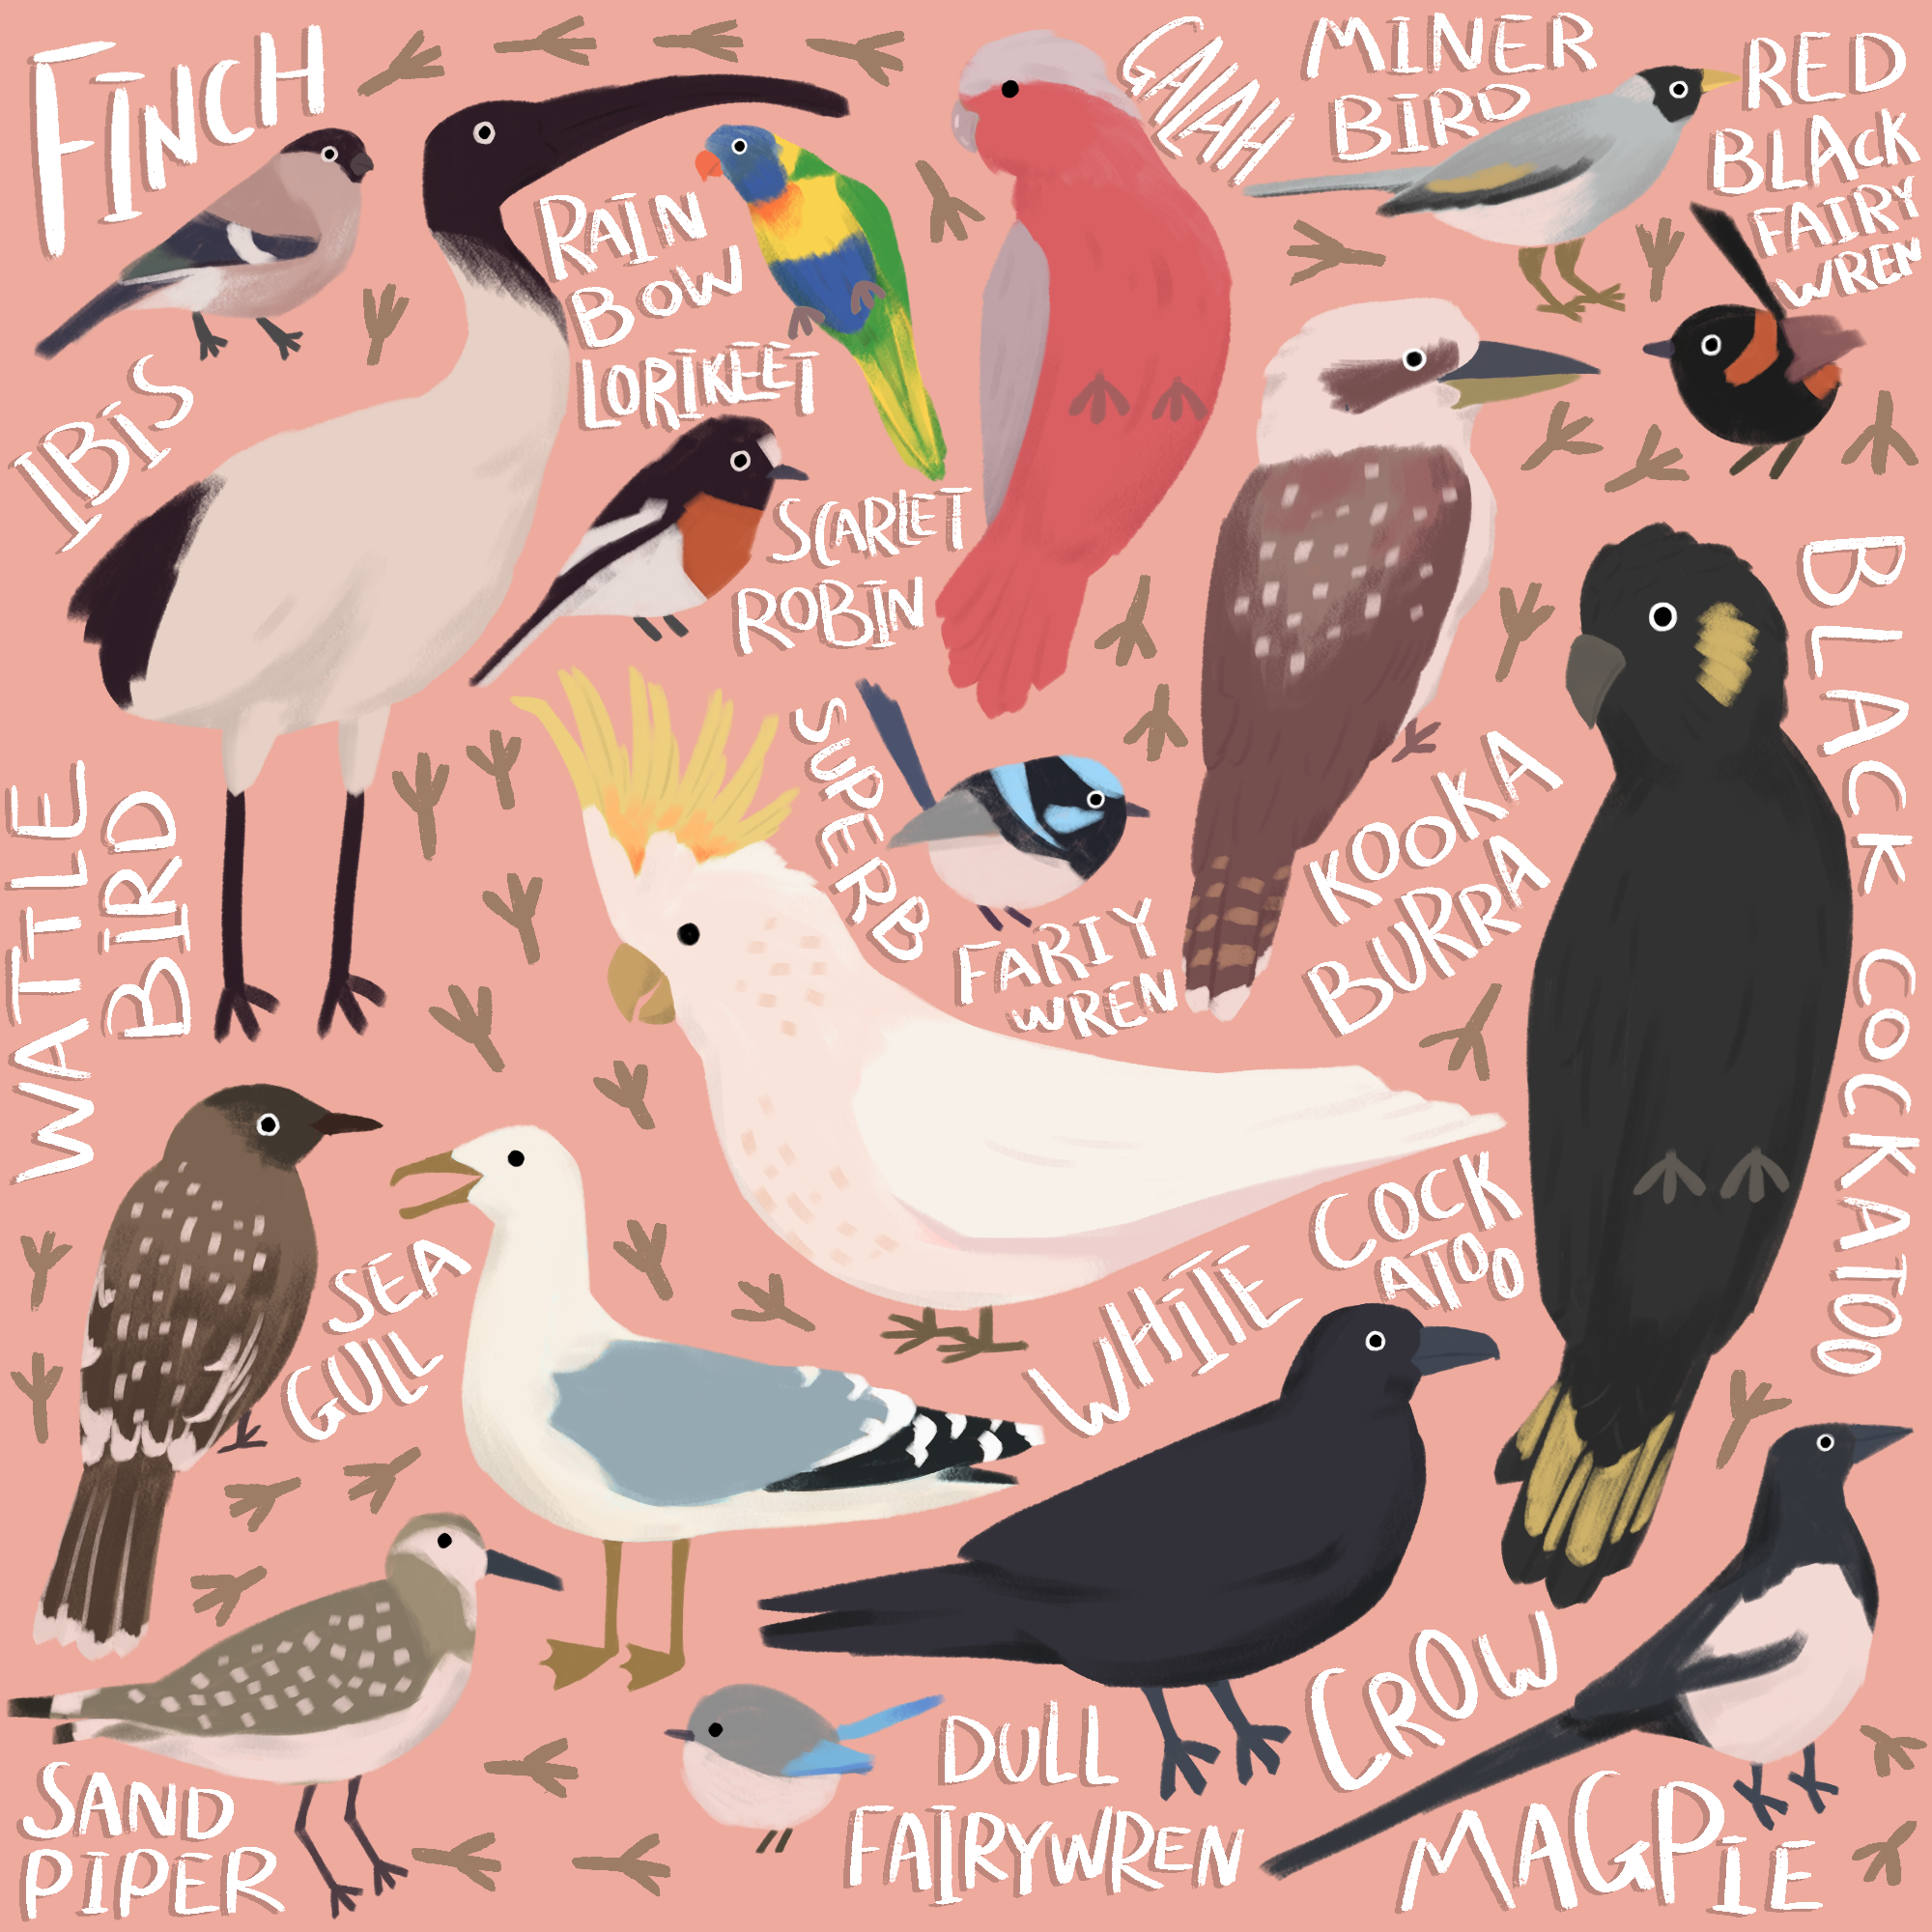 FINCH
GALAH
MINER
BIRD
RED
BLACK
FAIRY
WREN
RAIN
BOW
LORIKEET
IBIS
SCARLET
ROBIN
BLACK COCKATOO
SUPERB
FARIY
WREN
KOOKA
BURRA
WATTLE
BIRD
SEA
GULL
WHITE
COCK
ATOO
CROW
SAND
PIPER
DULL
FAIRYWREN
MAGPIE